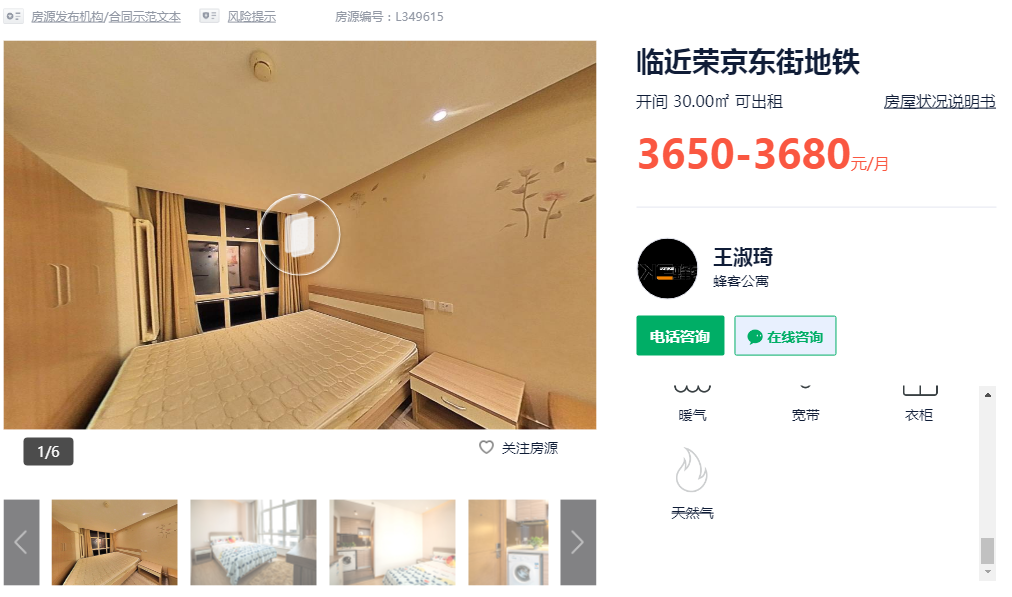 房源发布机构/合同示范文本 风险提示 房源编号：L349615
临近荣京东街地铁
开间 30.00㎡ 可出租 房屋状况说明书
3650-3680元/月
王淑琦
蜂客公寓
电话咨询 在线咨询
暖气 宽带 衣柜
天然气
1/6 关注房源